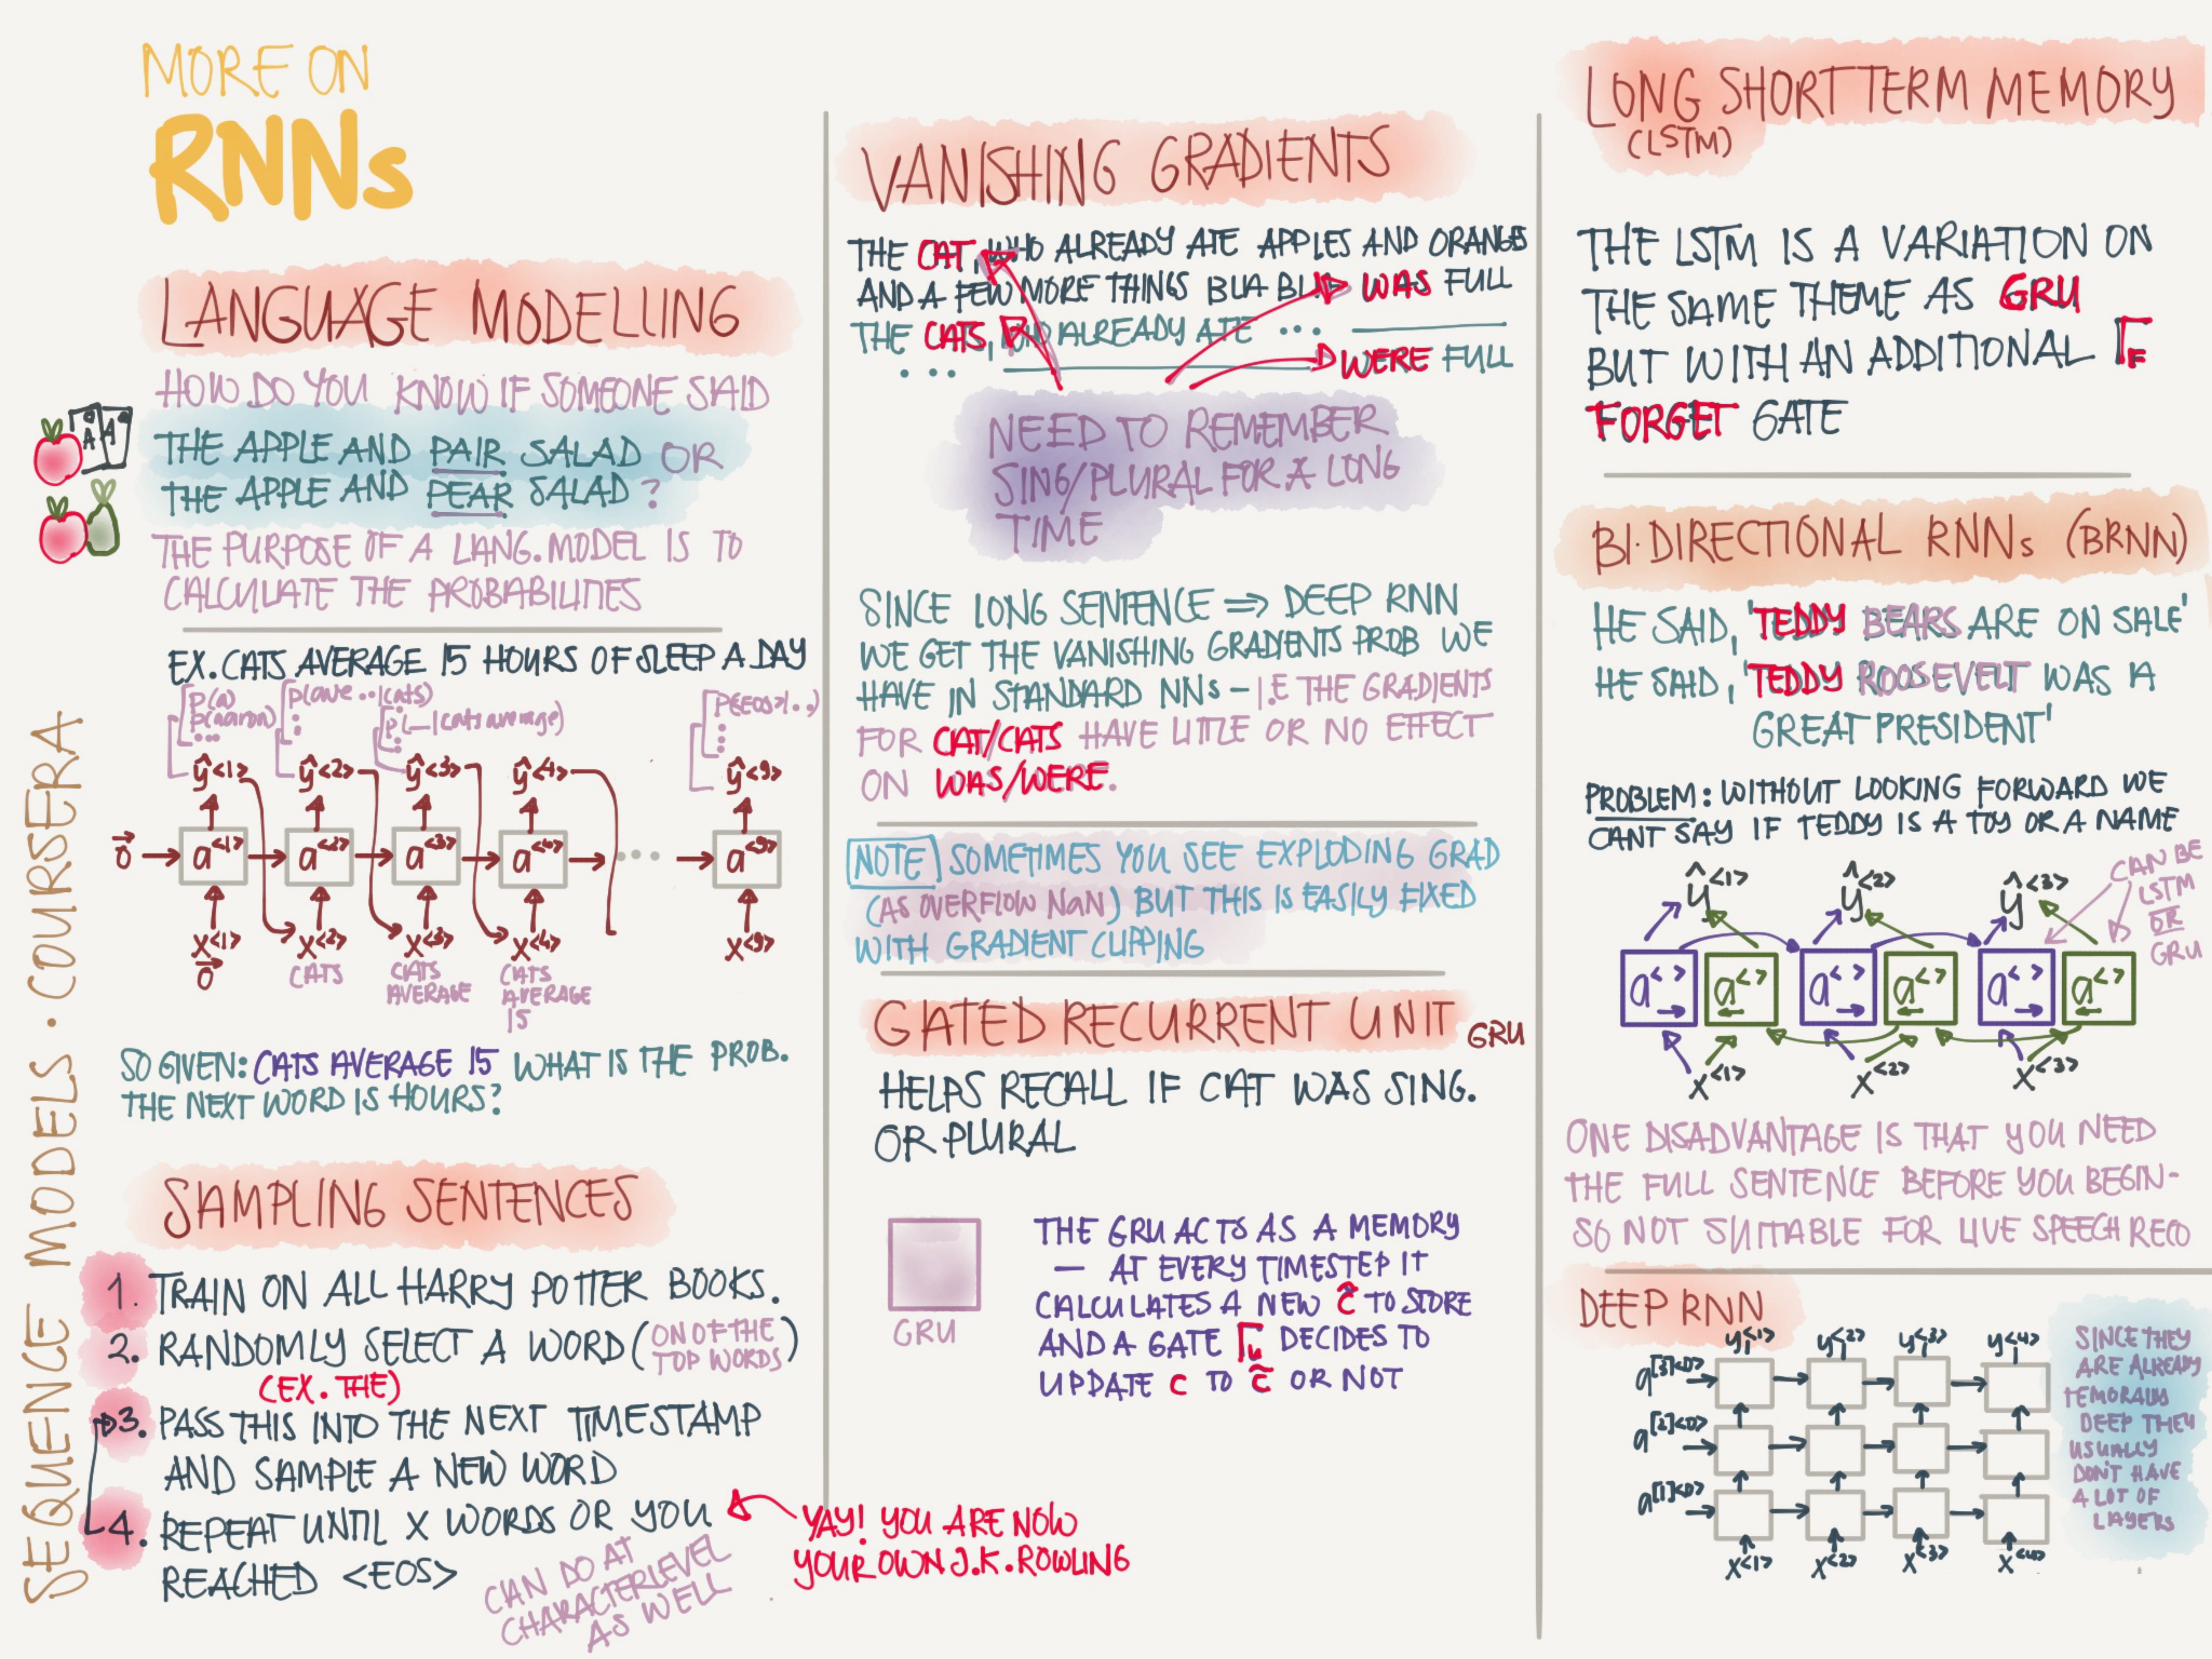 MORE ON
RNNs
LANGUAGE MODELLING
HOW DO YOU KNOW IF SOMEONE SAID
THE APPLE AND PAIR SALAD OR
THE APPLE AND PEAR SALAD?
THE PURPOSE OF A LANG. MODEL IS TO
CALCULATE THE PROBABILITIES
EX. CATS AVERAGE 15 HOURS OF SLEEP A DAY
p(a) p(ave..|cats) p(<EOS>|..)
p(aaron) p(_|cats average)
ŷ<1> ŷ<2> ŷ<3> ŷ<4> ŷ<9>
0 a<1> a<2> a<3> a<4> ... a<9>
x<1> x<2> x<3> x<4> x<9>
0 CATS CATS CATS
AVERAGE AVERAGE
15
SO GIVEN: CATS AVERAGE 15 WHAT IS THE PROB.
THE NEXT WORD IS HOURS?
SAMPLING SENTENCES
1. TRAIN ON ALL HARRY POTTER BOOKS.
2. RANDOMLY SELECT A WORD (ON OF THE
TOP WORDS)
(EX. THE)
3. PASS THIS INTO THE NEXT TIMESTAMP
AND SAMPLE A NEW WORD
4. REPEAT UNTIL X WORDS OR YOU
REACHED <EOS>
CAN DO AT
CHARACTERLEVEL
AS WELL
YAY! YOU ARE NOW
YOUR OWN J.K. ROWLING
SEQUENCE MODELS · COURSERA
VANISHING GRADIENTS
THE CAT, WHO ALREADY ATE APPLES AND ORANGES
AND A FEW MORE THINGS BLA BLA WAS FULL
THE CATS, WHO ALREADY ATE ...
... WERE FULL
NEED TO REMEMBER
SING/PLURAL FOR A LONG
TIME
SINCE LONG SENTENCE => DEEP RNN
WE GET THE VANISHING GRADIENTS PROB WE
HAVE IN STANDARD NNs - I.E THE GRADIENTS
FOR CAT/CATS HAVE LITTLE OR NO EFFECT
ON WAS/WERE.
NOTE SOMETIMES YOU SEE EXPLODING GRAD
(AS OVERFLOW NaN) BUT THIS IS EASILY FIXED
WITH GRADIENT CLIPPING
GATED RECURRENT UNIT GRU
HELPS RECALL IF CAT WAS SING.
OR PLURAL
GRU
THE GRU ACTS AS A MEMORY
— AT EVERY TIMESTEP IT
CALCULATES A NEW c̃ TO STORE
AND A GATE Γu DECIDES TO
UPDATE c TO c̃ OR NOT
LONG SHORT TERM MEMORY
(LSTM)
THE LSTM IS A VARIATION ON
THE SAME THEME AS GRU
BUT WITH AN ADDITIONAL ΓF
FORGET GATE
BI·DIRECTIONAL RNNs (BRNN)
HE SAID, 'TEDDY BEARS ARE ON SALE'
HE SAID, 'TEDDY ROOSEVELT WAS A
GREAT PRESIDENT'
PROBLEM: WITHOUT LOOKING FORWARD WE
CANT SAY IF TEDDY IS A TOY OR A NAME
ŷ<1> ŷ<2> ŷ<3>
CAN BE
LSTM
OR
GRU
a< > a< > a< > a< > a< > a< >
x<1> x<2> x<3>
ONE DISADVANTAGE IS THAT YOU NEED
THE FULL SENTENCE BEFORE YOU BEGIN-
SO NOT SUITABLE FOR LIVE SPEECH RECO
DEEP RNN
y<1> y<2> y<3> y<4>
a[3]<0>
a[2]<0>
a[1]<0>
x<1> x<2> x<3> x<4>
SINCE THEY
ARE ALREADY
TEMORALLY
DEEP THEY
USUALLY
DON'T HAVE
A LOT OF
LAYERS